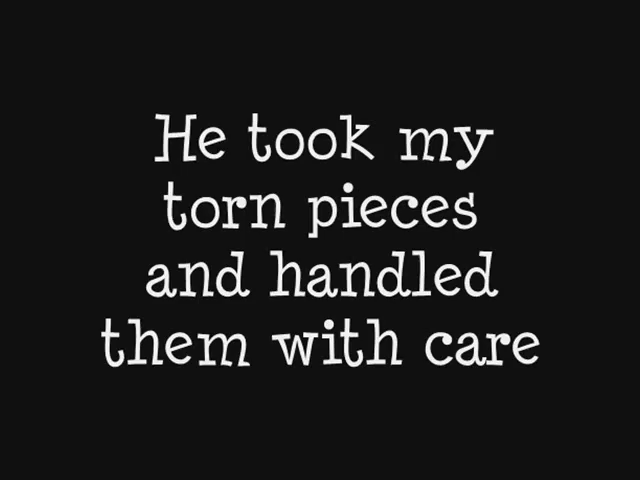 He took my
torn pieces
and handled
them with care